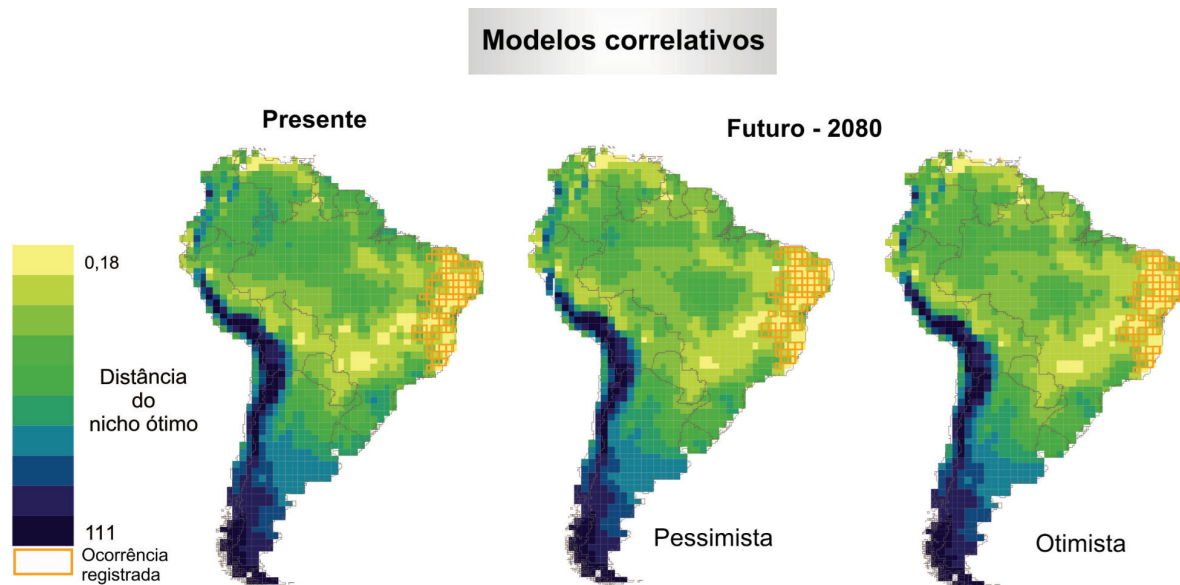 Modelos correlativos
Presente
Futuro - 2080
0,18
Distância
do
nicho ótimo
111
Ocorrência
registrada
Pessimista
Otimista